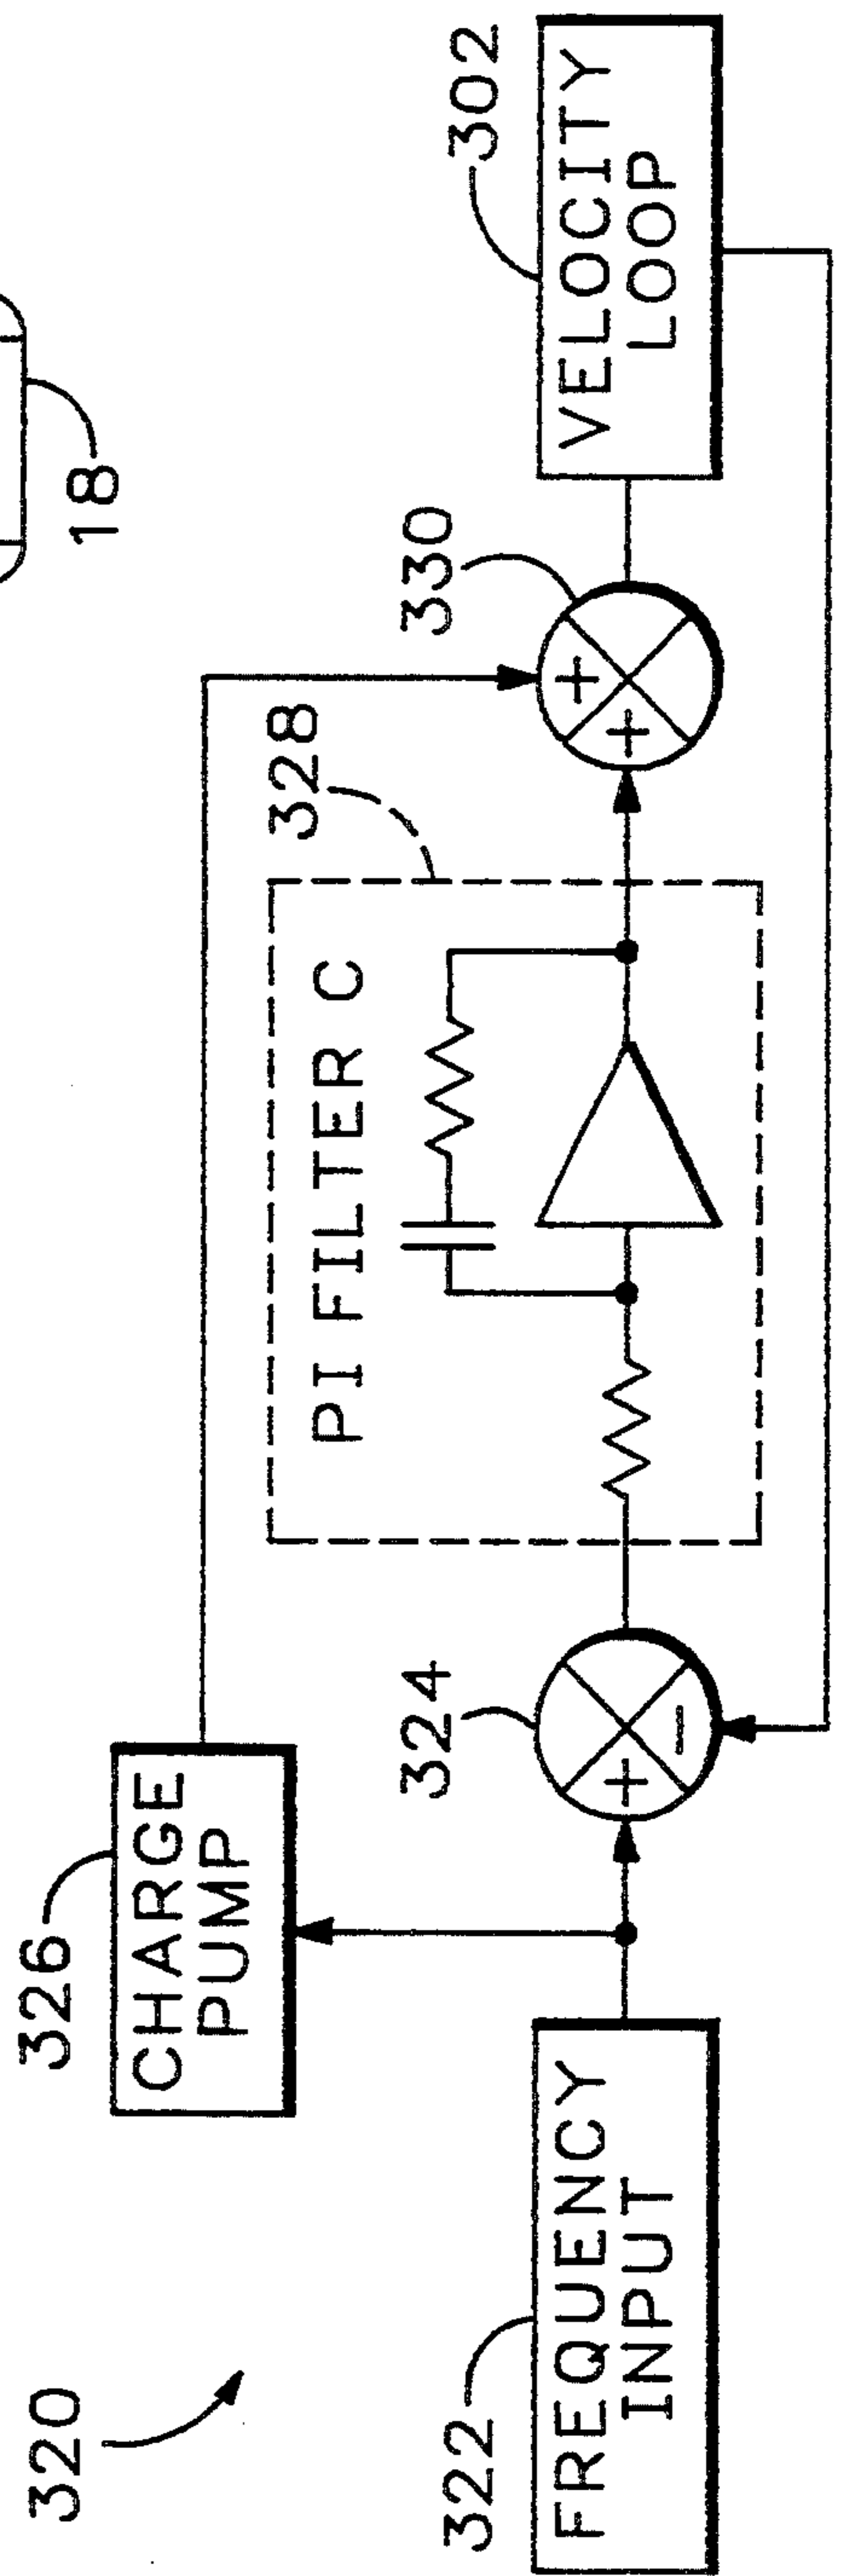 18
320
326
CHARGE
PUMP
328
PI FILTER C
322
FREQUENCY
INPUT
324
+
−
330
+
+
302
VELOCITY
LOOP